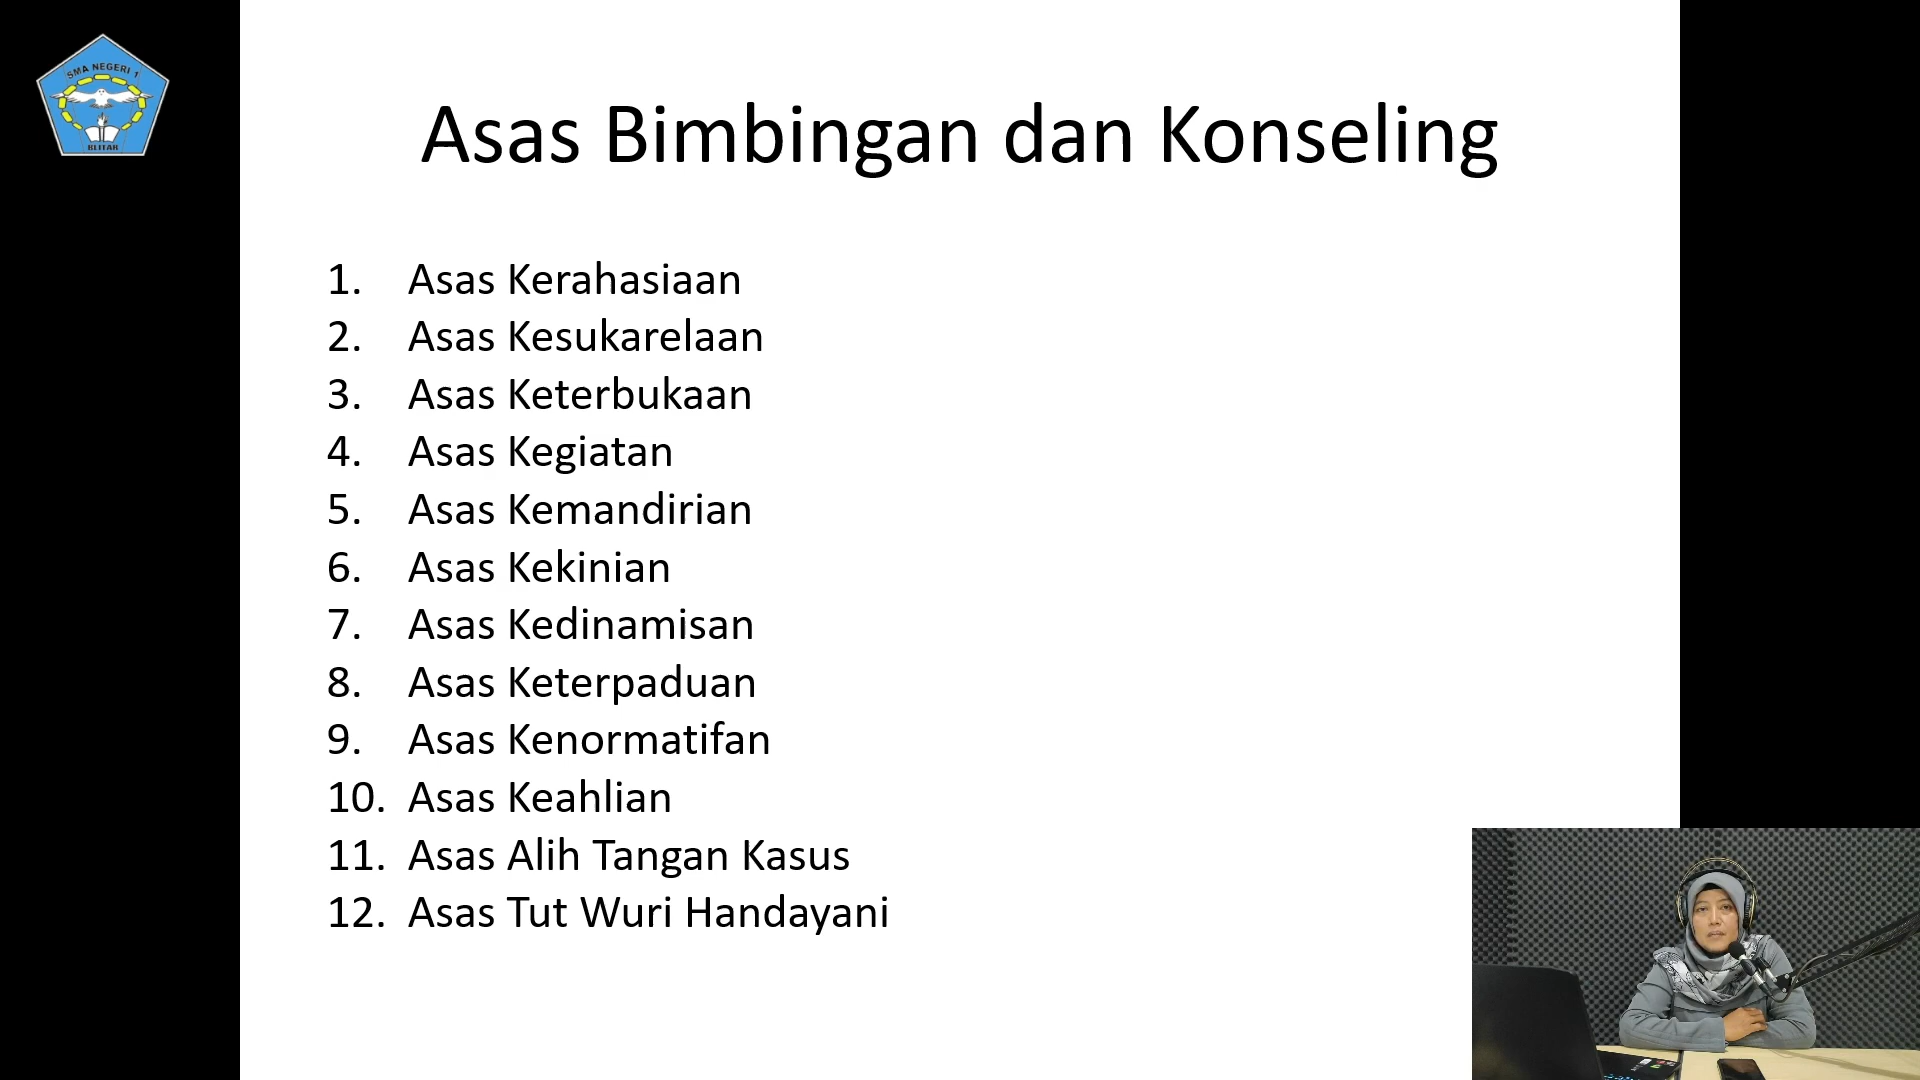 SMA NEGERI 1
BLITAR
Asas Bimbingan dan Konseling
1. Asas Kerahasiaan
2. Asas Kesukarelaan
3. Asas Keterbukaan
4. Asas Kegiatan
5. Asas Kemandirian
6. Asas Kekinian
7. Asas Kedinamisan
8. Asas Keterpaduan
9. Asas Kenormatifan
10. Asas Keahlian
11. Asas Alih Tangan Kasus
12. Asas Tut Wuri Handayani